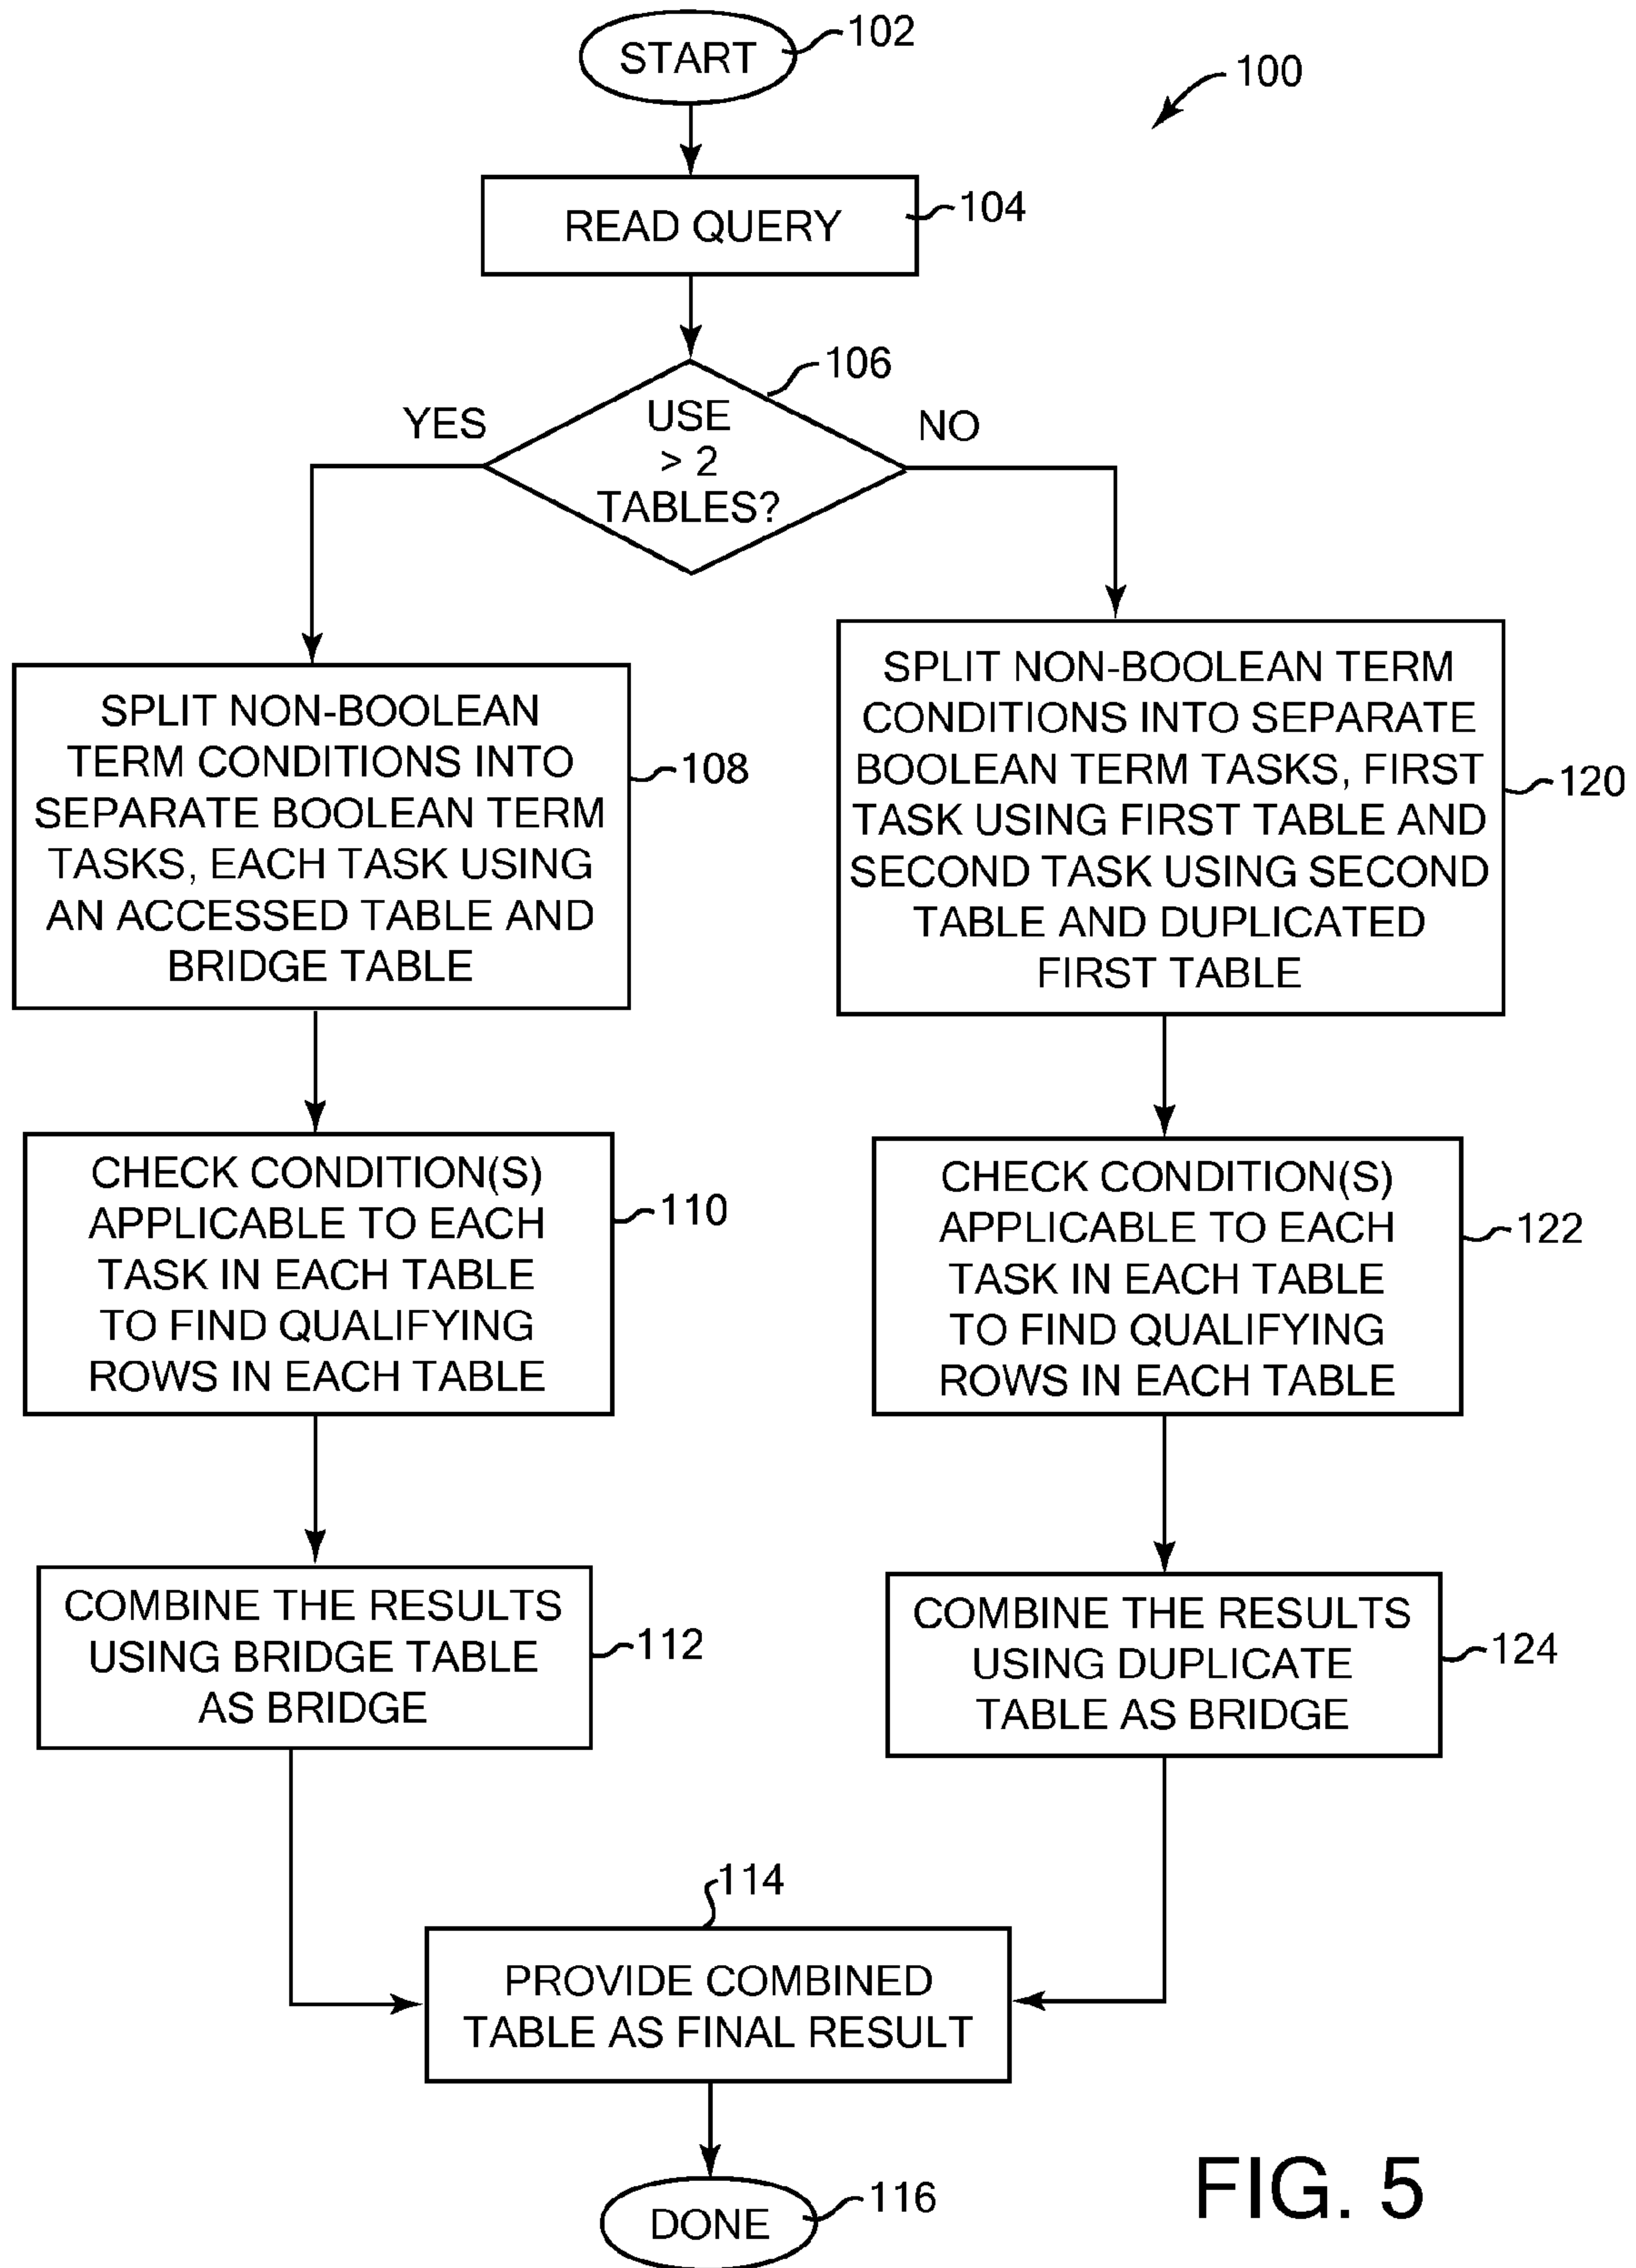 START
102
100
READ QUERY
104
106
YES
USE
> 2
TABLES?
NO
SPLIT NON-BOOLEAN
TERM CONDITIONS INTO
SEPARATE BOOLEAN TERM
TASKS, EACH TASK USING
AN ACCESSED TABLE AND
BRIDGE TABLE
108
SPLIT NON-BOOLEAN TERM
CONDITIONS INTO SEPARATE
BOOLEAN TERM TASKS, FIRST
TASK USING FIRST TABLE AND
SECOND TASK USING SECOND
TABLE AND DUPLICATED
FIRST TABLE
120
CHECK CONDITION(S)
APPLICABLE TO EACH
TASK IN EACH TABLE
TO FIND QUALIFYING
ROWS IN EACH TABLE
110
CHECK CONDITION(S)
APPLICABLE TO EACH
TASK IN EACH TABLE
TO FIND QUALIFYING
ROWS IN EACH TABLE
122
COMBINE THE RESULTS
USING BRIDGE TABLE
AS BRIDGE
112
COMBINE THE RESULTS
USING DUPLICATE
TABLE AS BRIDGE
124
114
PROVIDE COMBINED
TABLE AS FINAL RESULT
DONE
116
FIG. 5